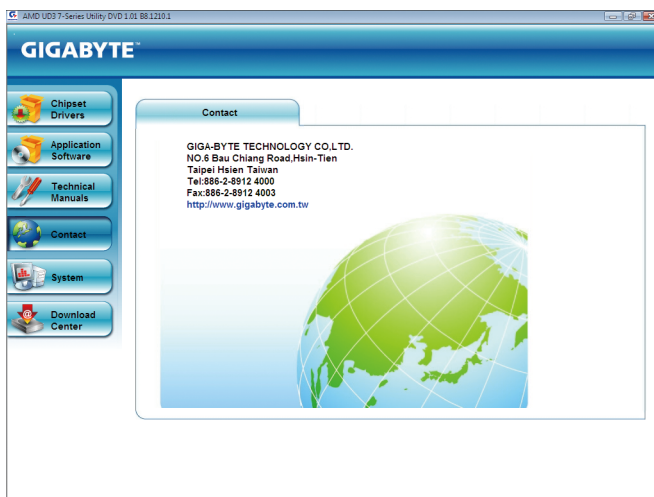 AMD UD3 7-Series Utility DVD 1.01 B8.1210.1
GIGABYTE™
Chipset
Drivers
Application
Software
Technical
Manuals
Contact
System
Download
Center
Contact
GIGA-BYTE TECHNOLOGY CO,LTD.
NO.6 Bau Chiang Road,Hsin-Tien
Taipei Hsien Taiwan
Tel:886-2-8912 4000
Fax:886-2-8912 4003
http://www.gigabyte.com.tw